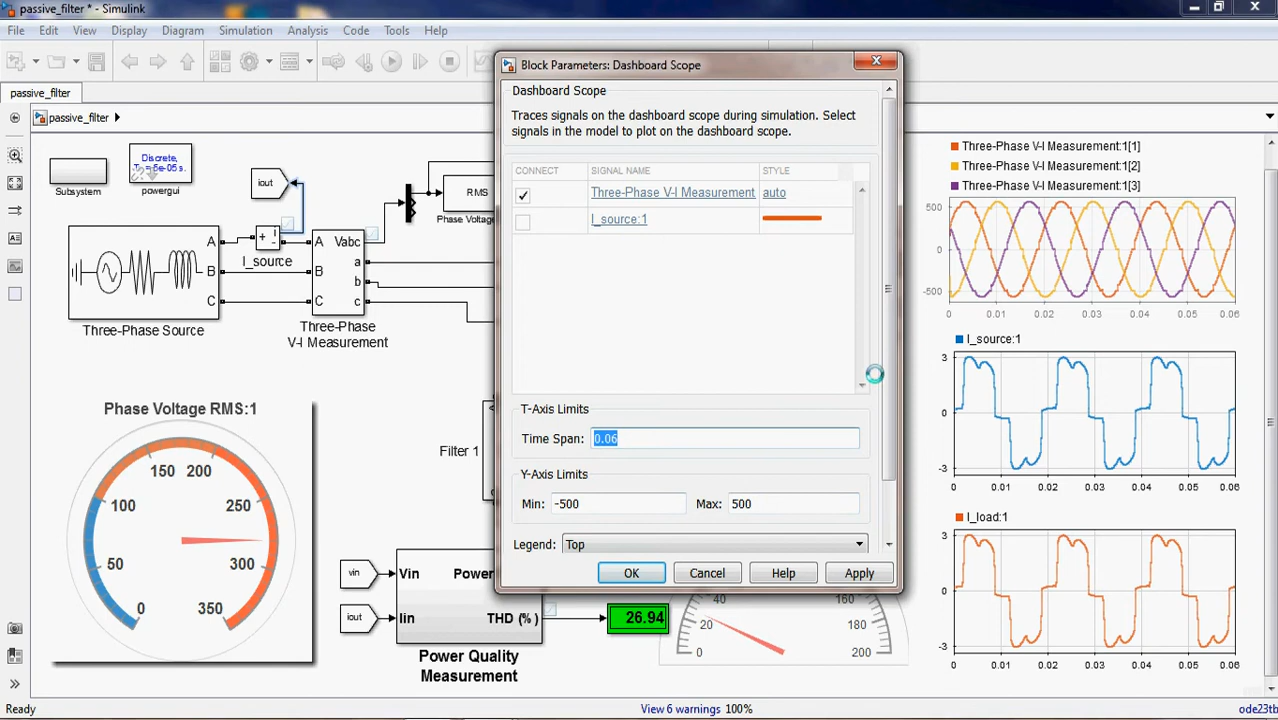 passive_filter * - Simulink
File Edit View Display Diagram Simulation Analysis Code Tools Help
passive_filter
passive_filter
Subsystem
Discrete,
powergui
iout
RMS
Phase Voltag
A
B
C
+ i
-
I_source
A Vabc
a
B
b
C c
Three-Phase Source
Three-Phase
V-I Measurement
Phase Voltage RMS:1
0 50 100 150 200 250 300 350
Filter 1
vin
iout
Vin
Iin
Power
THD (%)
26.94
Power Quality
Measurement
0 20 40 160 180 200
Block Parameters: Dashboard Scope
Dashboard Scope
Traces signals on the dashboard scope during simulation. Select
signals in the model to plot on the dashboard scope.
CONNECT SIGNAL NAME STYLE
Three-Phase V-I Measurement auto
I_source:1
T-Axis Limits
Time Span: 0.06
Y-Axis Limits
Min: -500 Max: 500
Legend: Top
OK Cancel Help Apply
Three-Phase V-I Measurement:1[1]
Three-Phase V-I Measurement:1[2]
Three-Phase V-I Measurement:1[3]
500
0
-500
0 0.01 0.02 0.03 0.04 0.05 0.06
I_source:1
3
0
-3
0 0.01 0.02 0.03 0.04 0.05 0.06
I_load:1
3
0
-3
0 0.01 0.02 0.03 0.04 0.05 0.06
Ready
View 6 warnings 100%
ode23tb